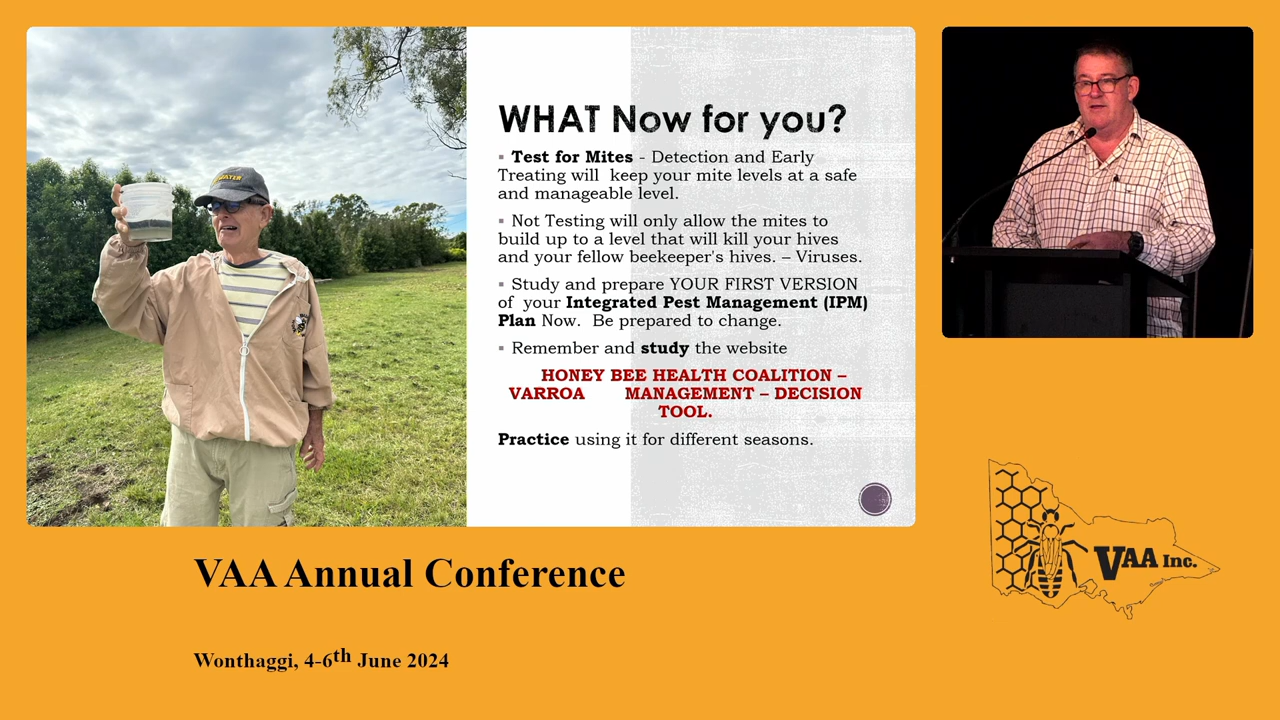 WHAT Now for you?
▪ Test for Mites - Detection and Early
Treating will keep your mite levels at a safe
and manageable level.
▪ Not Testing will only allow the mites to
build up to a level that will kill your hives
and your fellow beekeeper's hives. – Viruses.
▪ Study and prepare YOUR FIRST VERSION
of your Integrated Pest Management (IPM)
Plan Now. Be prepared to change.
▪ Remember and study the website
HONEY BEE HEALTH COALITION –
VARROA MANAGEMENT – DECISION
TOOL.
Practice using it for different seasons.
VAA Inc.
VAA Annual Conference
Wonthaggi, 4-6th June 2024